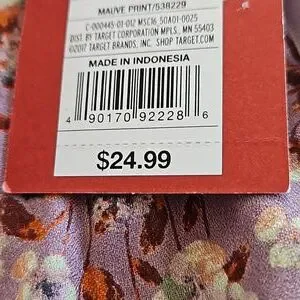 MAUVE PRINT/538229
C-000445-01-012 MSC16 50A01-0025
DIST. BY TARGET CORPORATION MPLS., MN 55403
©2017 TARGET BRANDS, INC. SHOP TARGET.COM
MADE IN INDONESIA
4 90170 92228 6
$24.99